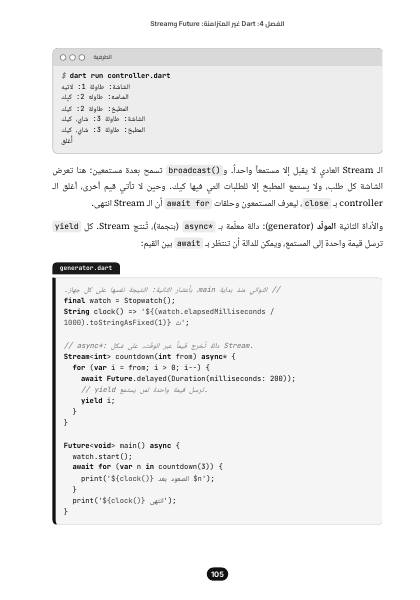 الفصل 4: Dart غير المتزامنة: Future وStream
الطرفية
$ dart run controller.dart
الشاشة: طاولة 1: لاتيه
الشاشة: طاولة 2: كيك
المطبخ: طاولة 2: كيك
الشاشة: طاولة 3: شاي، كيك
المطبخ: طاولة 3: شاي، كيك
أُغلق
الـ Stream العادي لا يقبل إلا مستمعاً واحداً. و broadcast() تسمح بعدة مستمعين: هنا تعرض
الشاشة كل طلب، ولا يستمع المطبخ إلا للطلبات التي فيها كيك. وحين لا تأتي قيم أخرى، أغلق الـ
controller بـ close، ليعرف المستمعون وحلقات await for أن الـ Stream انتهى.
والأداة الثانية المولّد (generator): دالة معلّمة بـ async* (بنجمة)، تُنتج Stream. كل yield
ترسل قيمة واحدة إلى المستمع، ويمكن للدالة أن تنتظر بـ await بين القيم:
generator.dart
// الثواني منذ بداية main، بأعشار الثانية: النتيجة نفسها على كل جهاز.
final watch = Stopwatch();
String clock() => '${(watch.elapsedMilliseconds /
1000).toStringAsFixed(1)} ث';
// async*: دالة تُخرج قيماً عبر الوقت، على شكل Stream.
Stream<int> countdown(int from) async* {
for (var i = from; i > 0; i--) {
await Future.delayed(Duration(milliseconds: 200));
// yield ترسل قيمة واحدة لمن يستمع.
yield i;
}
}
Future<void> main() async {
watch.start();
await for (var n in countdown(3)) {
print('${clock()} الصعود بعد $n');
}
print('${clock()} انتهى');
}
105